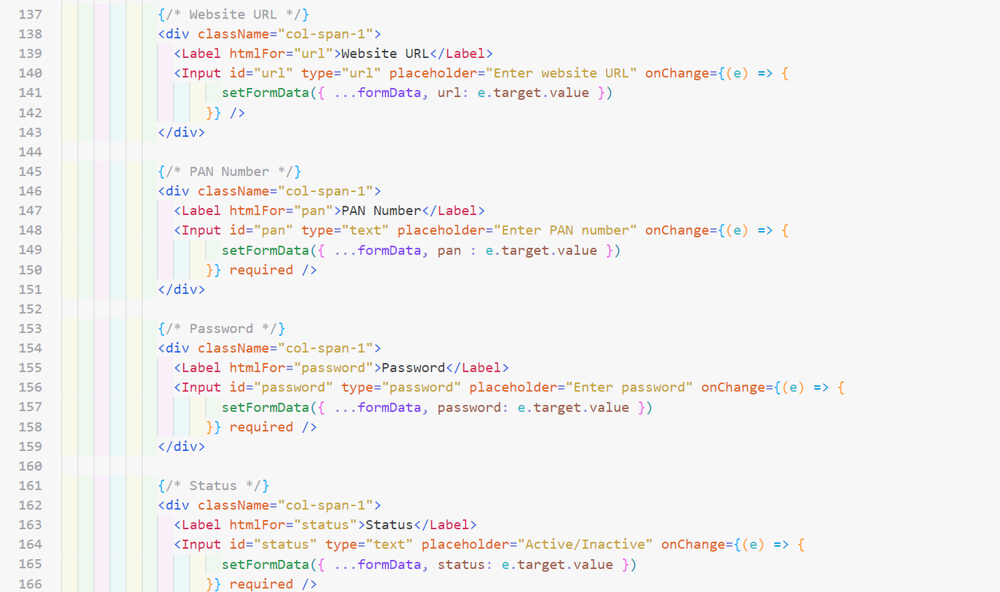 137 {/* Website URL */}
138 <div className="col-span-1">
139 <Label htmlFor="url">Website URL</Label>
140 <Input id="url" type="url" placeholder="Enter website URL" onChange={(e) => {
141 setFormData({ ...formData, url: e.target.value })
142 }} />
143 </div>
144
145 {/* PAN Number */}
146 <div className="col-span-1">
147 <Label htmlFor="pan">PAN Number</Label>
148 <Input id="pan" type="text" placeholder="Enter PAN number" onChange={(e) => {
149 setFormData({ ...formData, pan : e.target.value })
150 }} required />
151 </div>
152
153 {/* Password */}
154 <div className="col-span-1">
155 <Label htmlFor="password">Password</Label>
156 <Input id="password" type="password" placeholder="Enter password" onChange={(e) => {
157 setFormData({ ...formData, password: e.target.value })
158 }} required />
159 </div>
160
161 {/* Status */}
162 <div className="col-span-1">
163 <Label htmlFor="status">Status</Label>
164 <Input id="status" type="text" placeholder="Active/Inactive" onChange={(e) => {
165 setFormData({ ...formData, status: e.target.value })
166 }} required />